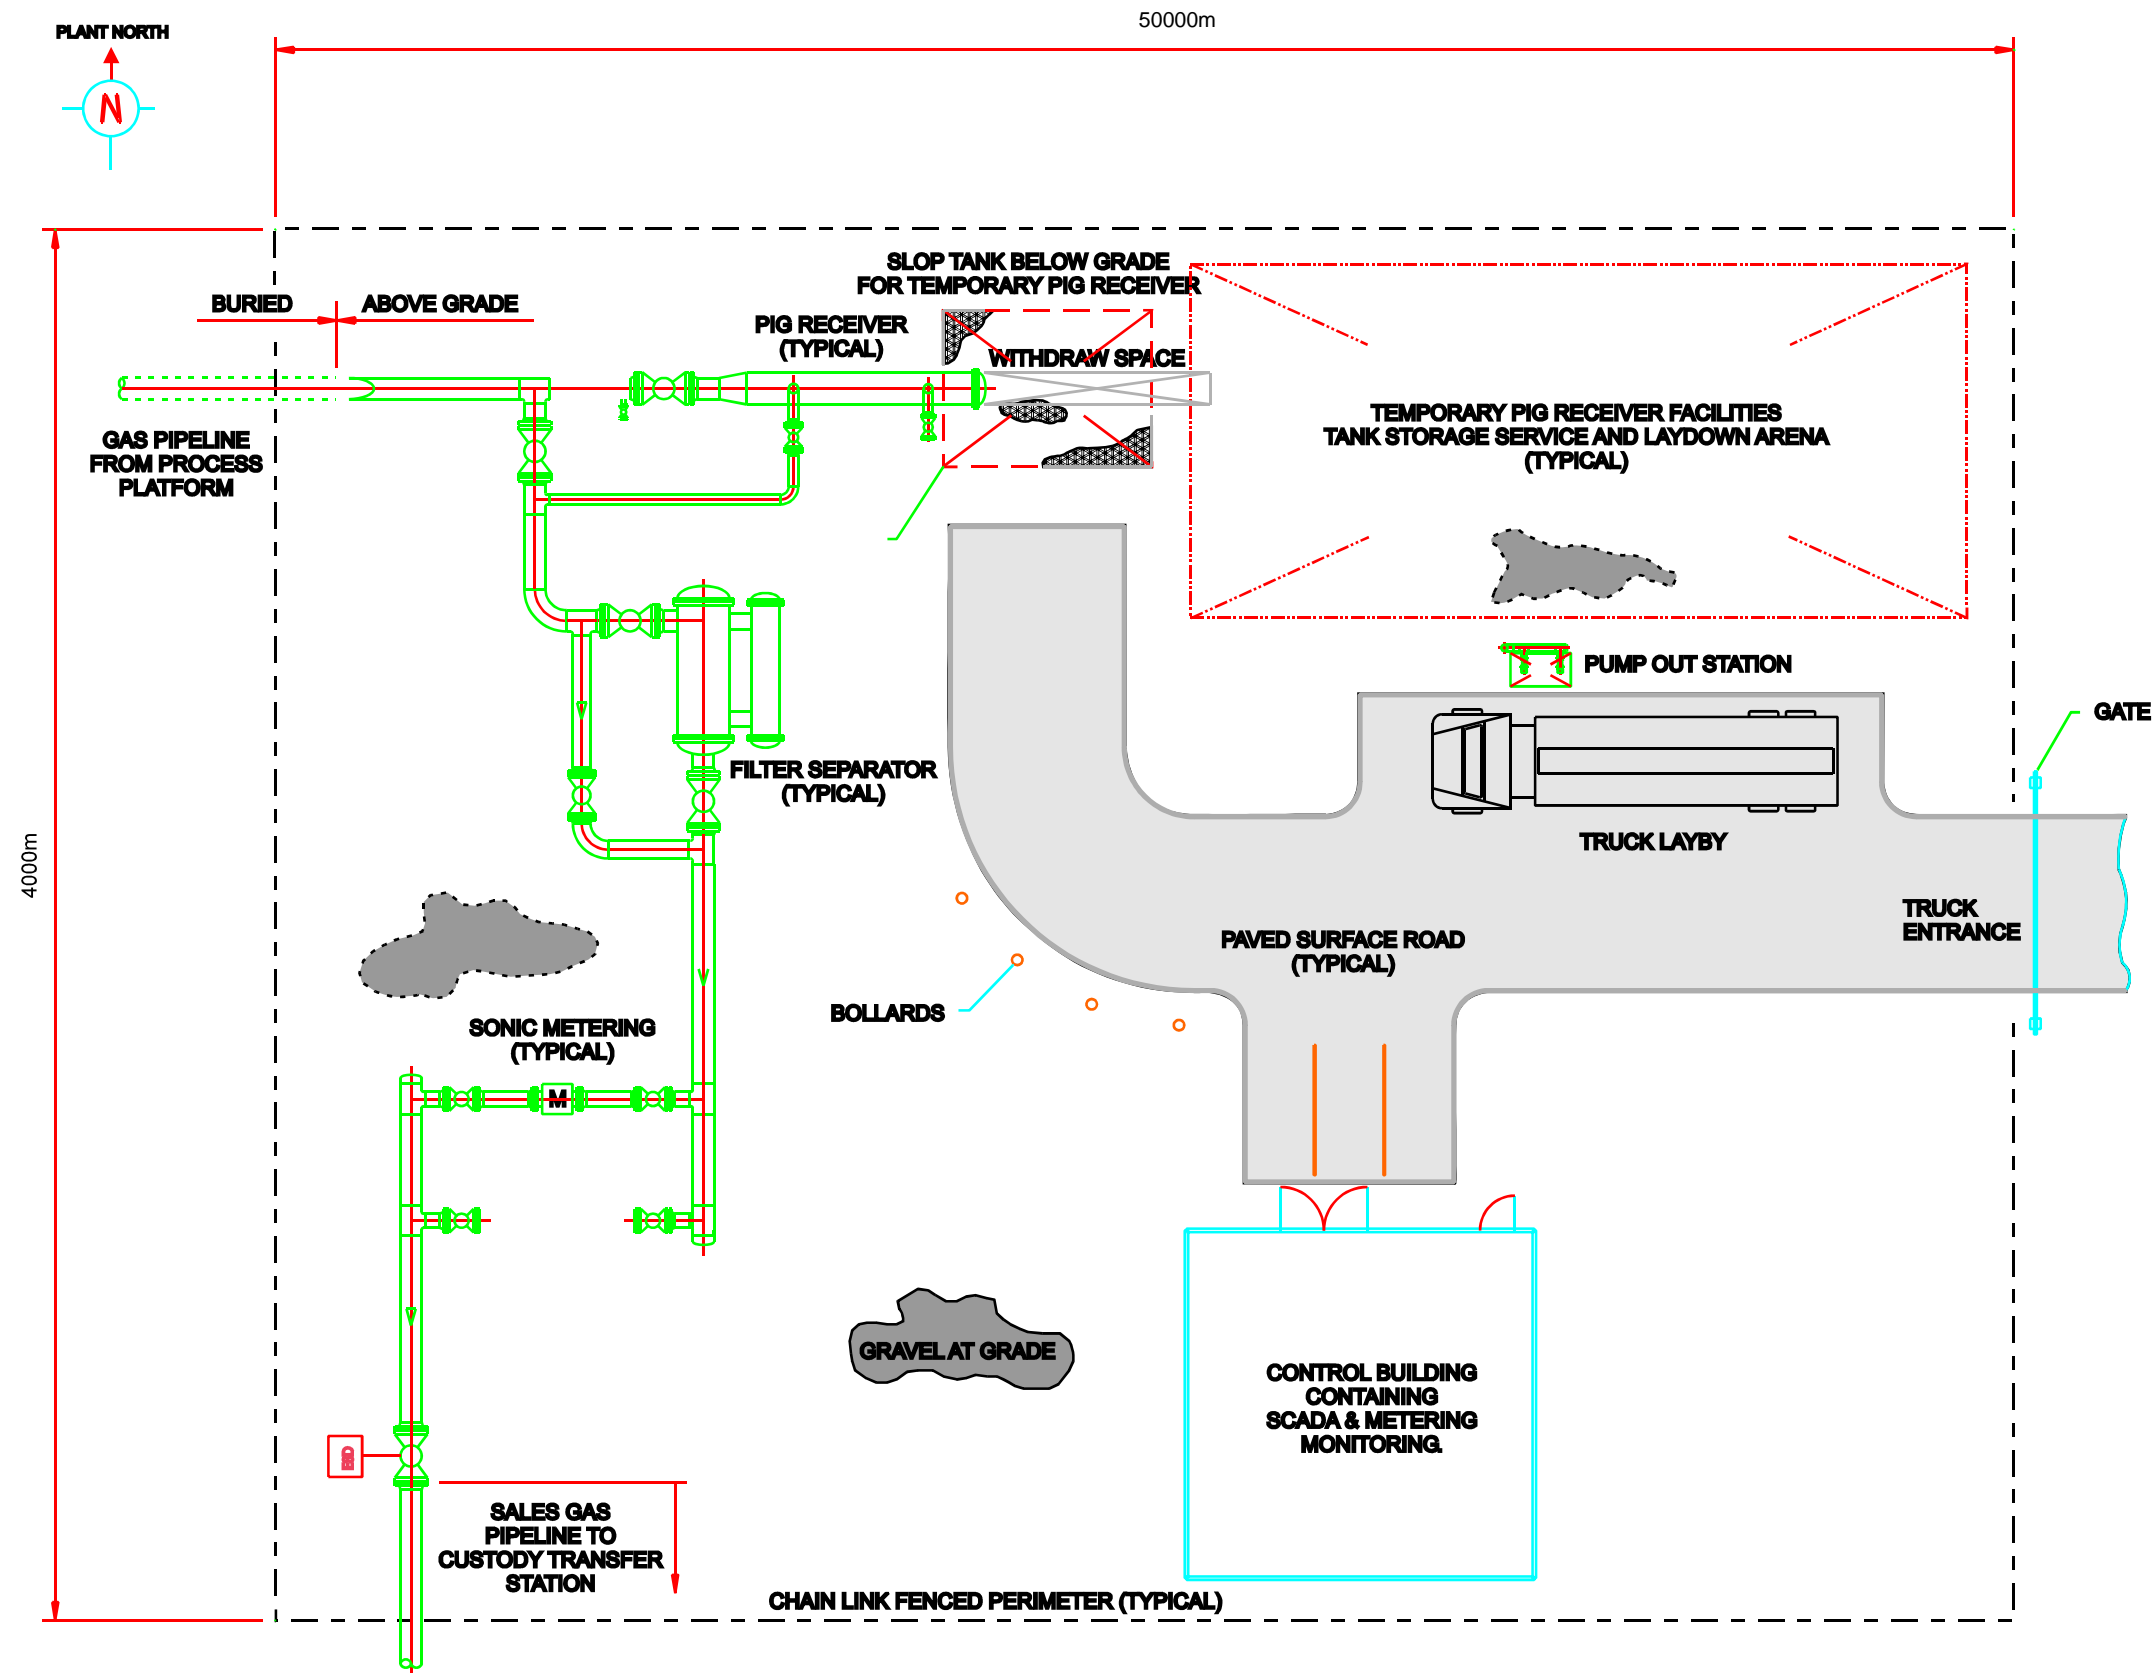 50000m
PLANT NORTH
N
SLOP TANK BELOW GRADE
FOR TEMPORARY PIG RECEIVER
BURIED
ABOVE GRADE
PIG RECEIVER
(TYPICAL)
WITHDRAW SPACE
GAS PIPELINE
FROM PROCESS
PLATFORM
TEMPORARY PIG RECEIVER FACILITIES
TANK STORAGE SERVICE AND LAYDOWN ARENA
(TYPICAL)
PUMP OUT STATION
GATE
FILTER SEPARATOR
(TYPICAL)
TRUCK LAYBY
4000m
TRUCK
ENTRANCE
PAVED SURFACE ROAD
(TYPICAL)
BOLLARDS
SONIC METERING
(TYPICAL)
M
GRAVEL AT GRADE
CONTROL BUILDING
CONTAINING
SCADA & METERING
MONITORING.
SALES GAS
PIPELINE TO
CUSTODY TRANSFER
STATION
CHAIN LINK FENCED PERIMETER (TYPICAL)